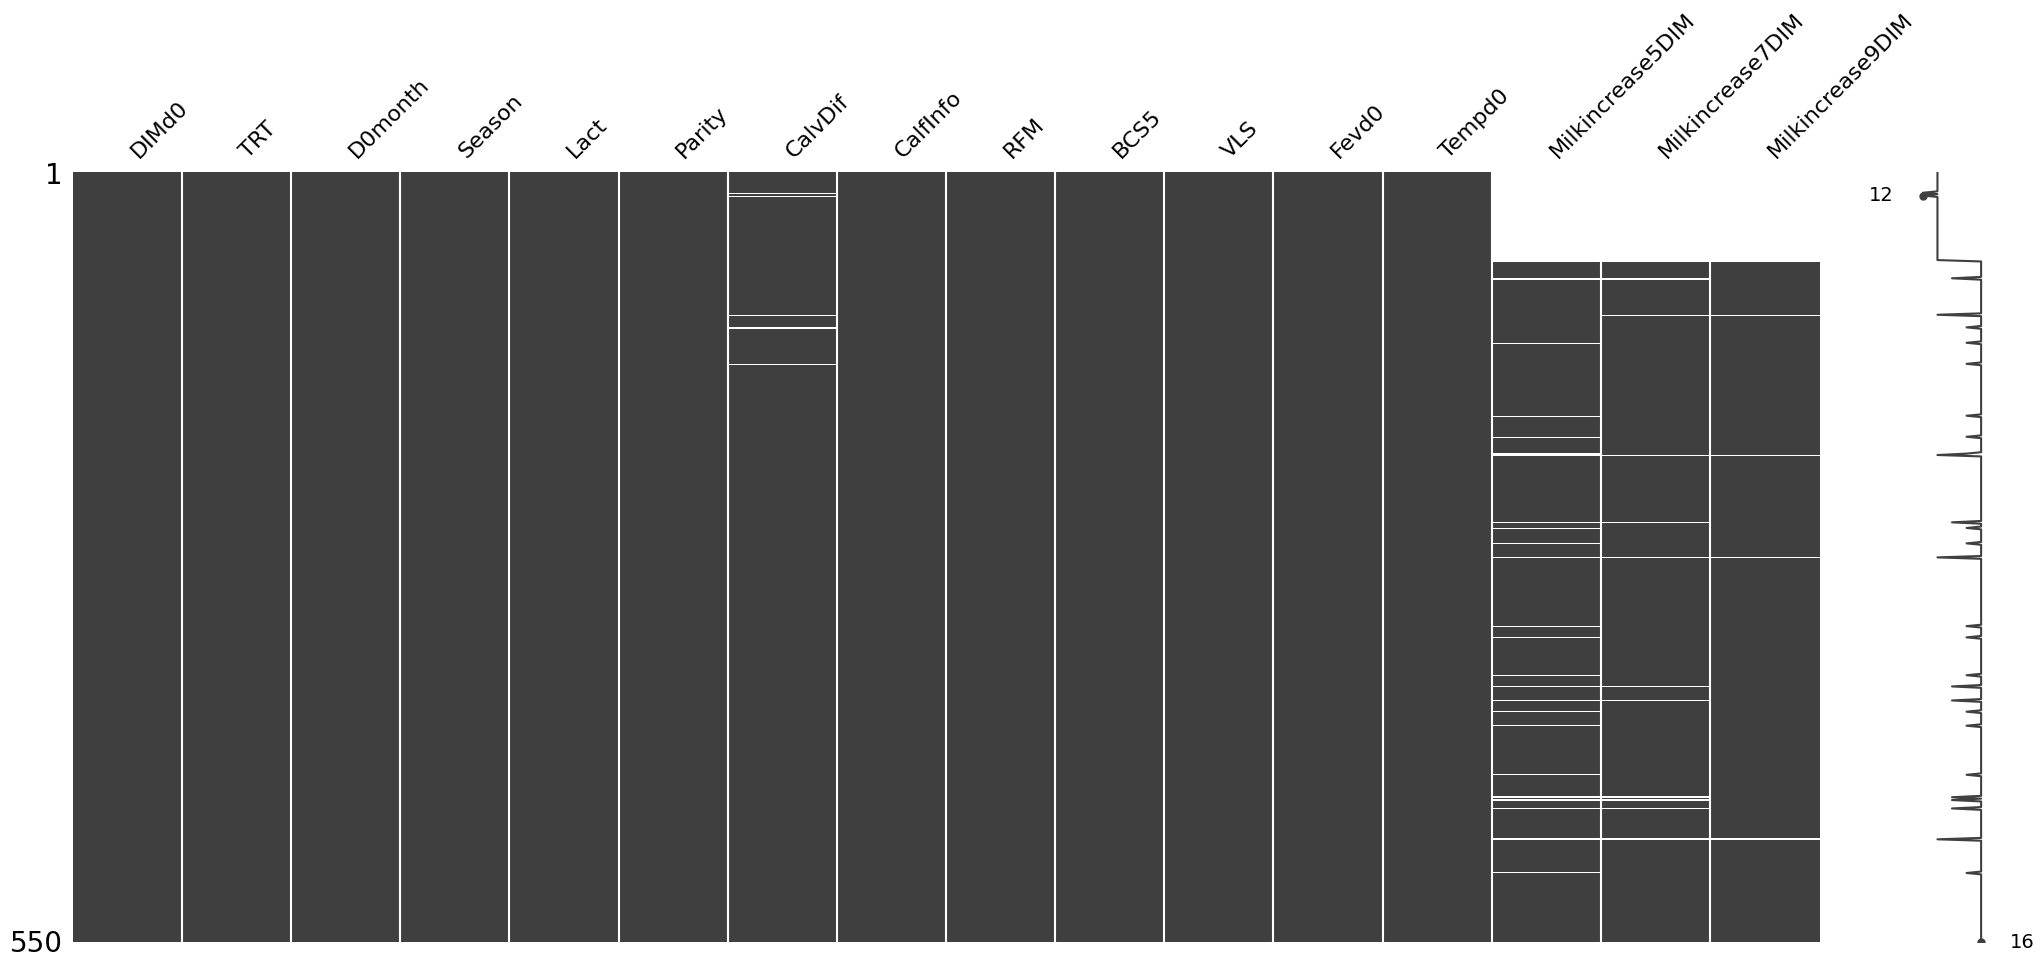 DIMd0
TRT
D0month
Season
Lact
Parity
CalvDif
CalfInfo
RFM
BCS5
VLS
Fevd0
Tempd0
Milkincrease5DIM
Milkincrease7DIM
Milkincrease9DIM
1
12
550
16